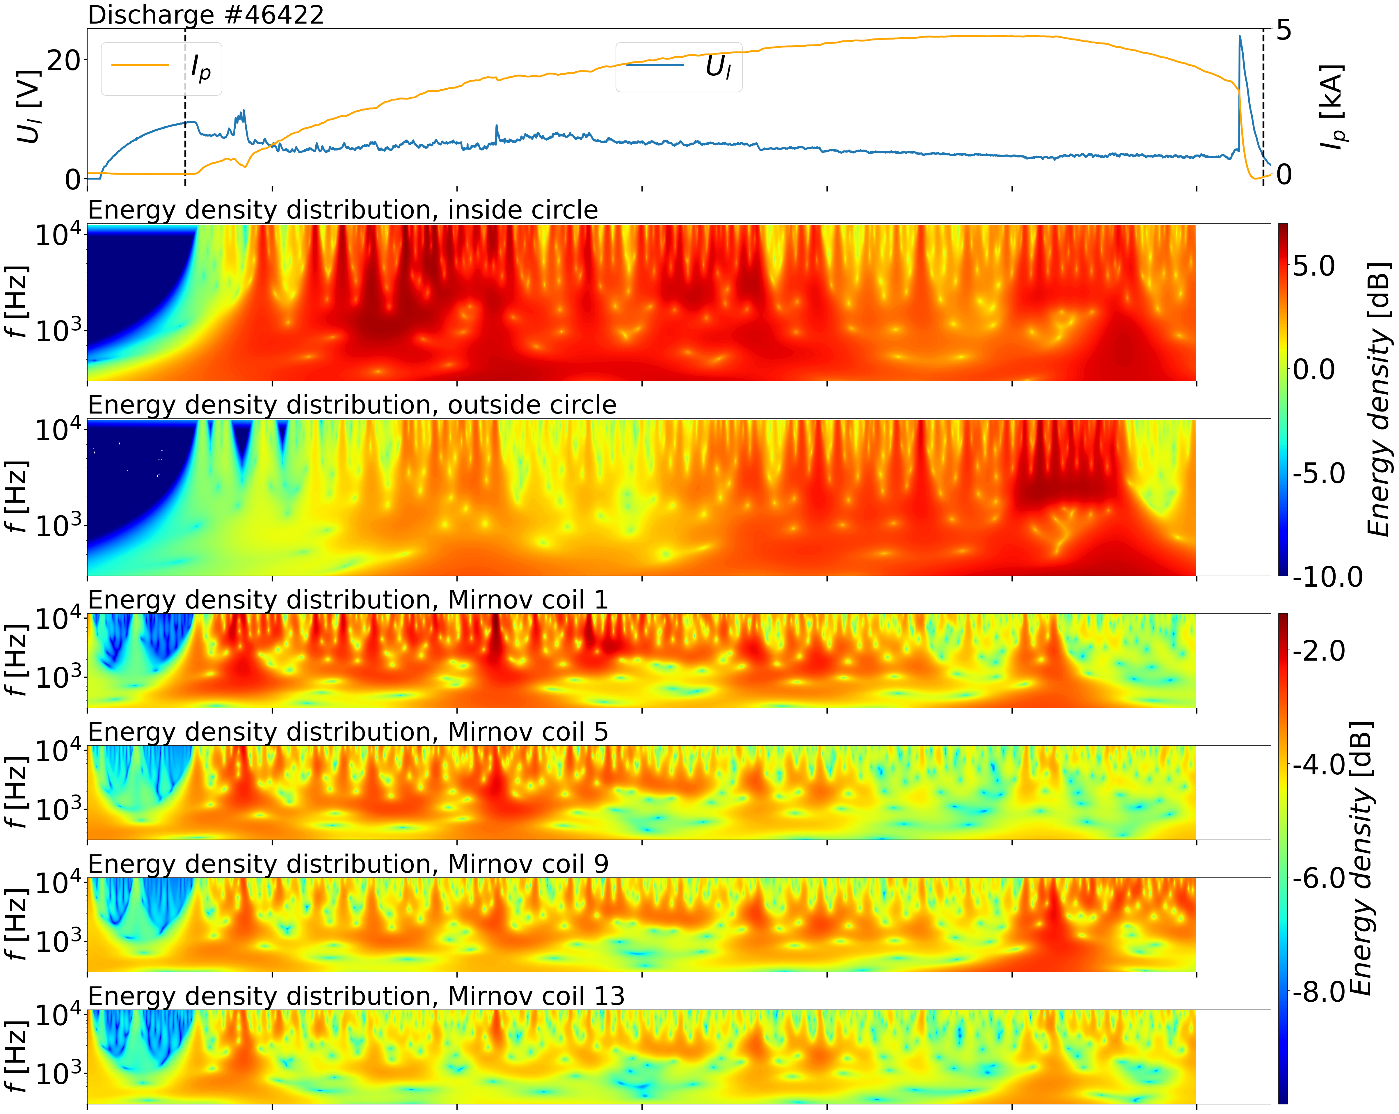 Discharge #46422
U_l [V]
20
0
I_p
U_l
5
0
I_p [kA]
Energy density distribution, inside circle
f [Hz]
10^4
10^3
Energy density distribution, outside circle
f [Hz]
10^4
10^3
5.0
0.0
-5.0
-10.0
Energy density [dB]
Energy density distribution, Mirnov coil 1
f [Hz]
10^4
10^3
Energy density distribution, Mirnov coil 5
f [Hz]
10^4
10^3
Energy density distribution, Mirnov coil 9
f [Hz]
10^4
10^3
Energy density distribution, Mirnov coil 13
f [Hz]
10^4
10^3
-2.0
-4.0
-6.0
-8.0
Energy density [dB]